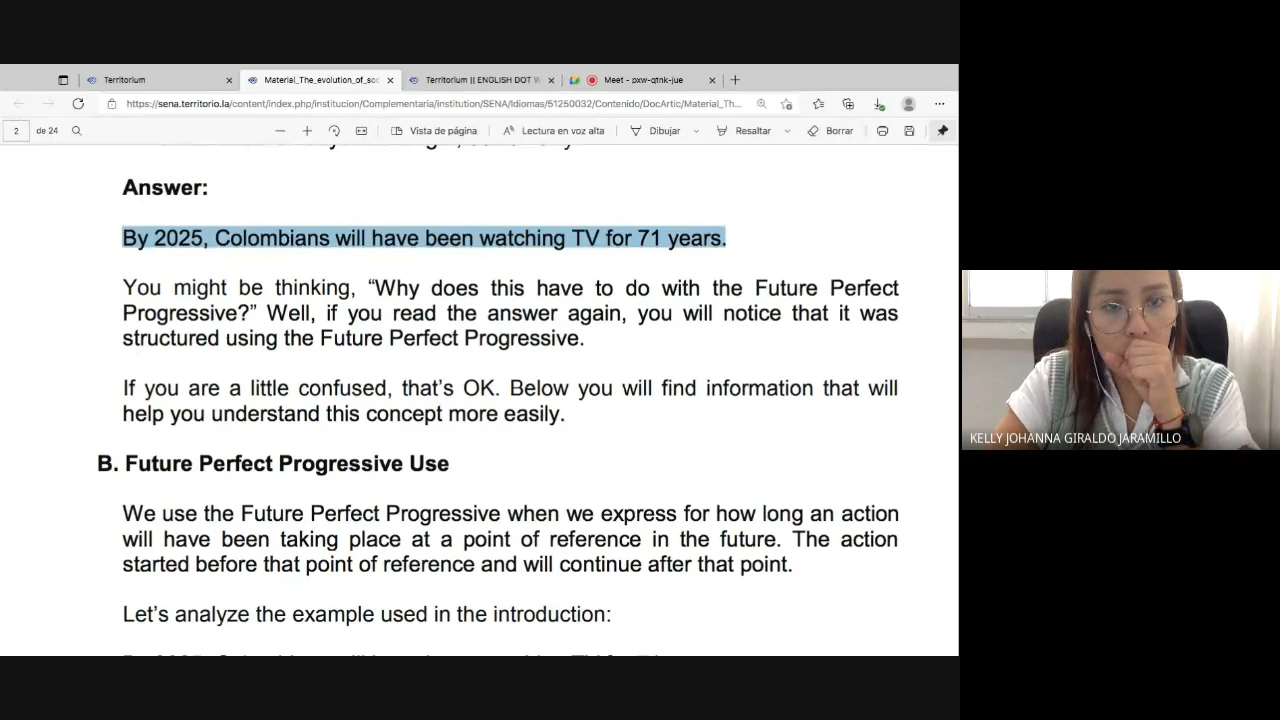 Territorium
Material_The_evolution_of_soc
Territorium || ENGLISH DOT W
Meet - pxw-qtnk-jue
https://sena.territorio.la/content/index.php/institucion/Complementaria/institution/SENA/Idiomas/51250032/Contenido/DocArtic/Material_Th...
2 de 24
Vista de página
Lectura en voz alta
Dibujar
Resaltar
Borrar
Answer:
By 2025, Colombians will have been watching TV for 71 years.
You might be thinking, “Why does this have to do with the Future Perfect
Progressive?” Well, if you read the answer again, you will notice that it was
structured using the Future Perfect Progressive.
If you are a little confused, that’s OK. Below you will find information that will
help you understand this concept more easily.
B. Future Perfect Progressive Use
We use the Future Perfect Progressive when we express for how long an action
will have been taking place at a point of reference in the future. The action
started before that point of reference and will continue after that point.
Let’s analyze the example used in the introduction:
KELLY JOHANNA GIRALDO JARAMILLO